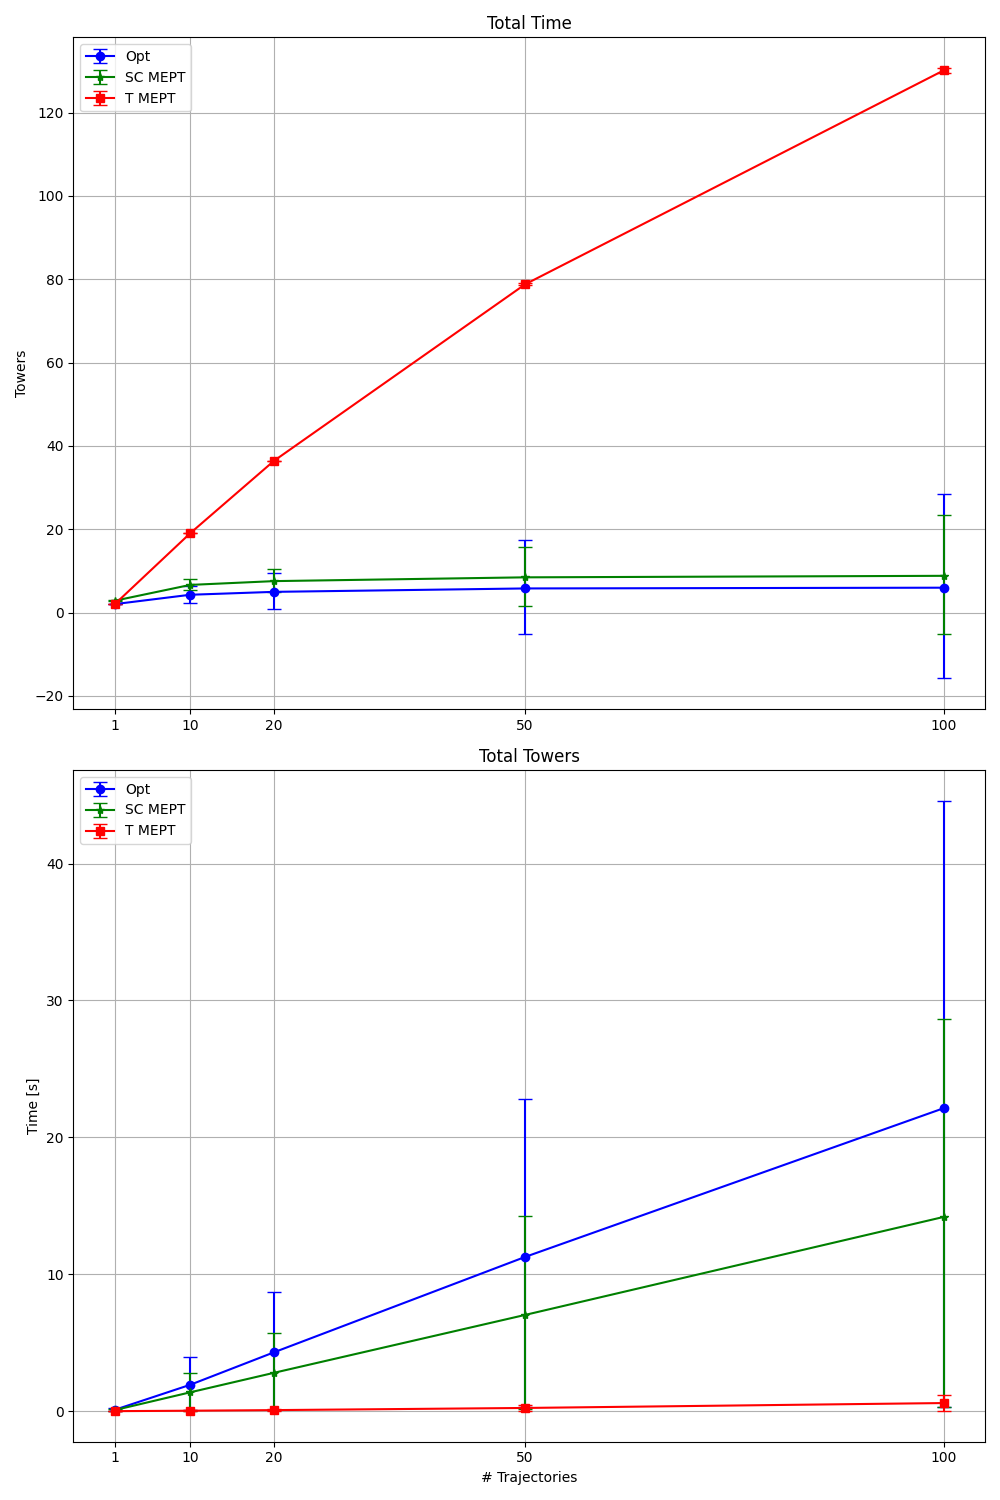 Total Time
Opt
SC MEPT
T MEPT
Towers
120
100
80
60
40
20
0
−20
1 10 20 50 100
Total Towers
Opt
SC MEPT
T MEPT
Time [s]
40
30
20
10
0
1 10 20 50 100
# Trajectories